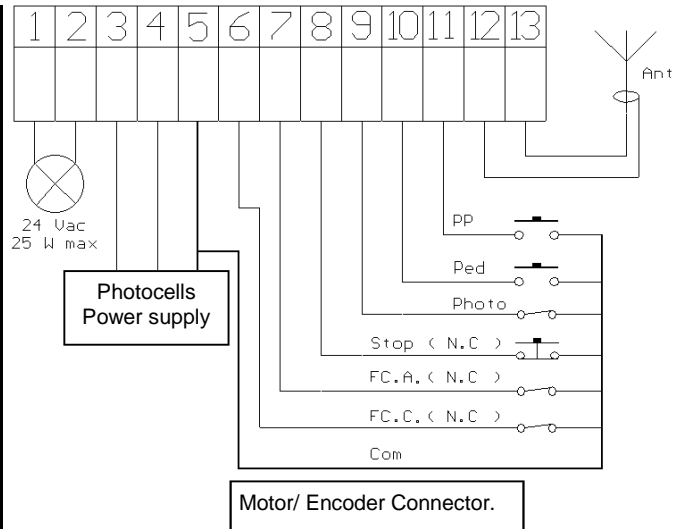 1 2 3 4 5 6 7 8 9 10 11 12 13
Ant
24 Vac
25 W max
PP
Ped
Photocells
Power supply
Photo
Stop ( N.C )
FC.A. ( N.C )
FC.C. ( N.C )
Com
Motor/ Encoder Connector.